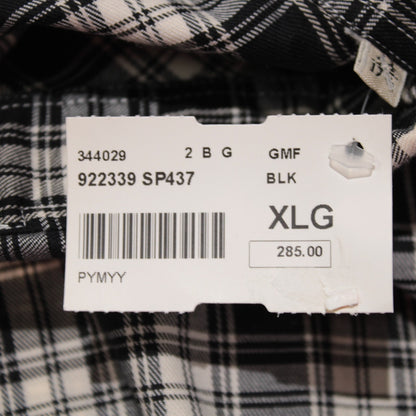 344029 2 B G GMF
922339 SP437 BLK
XLG
285.00
PYMYY